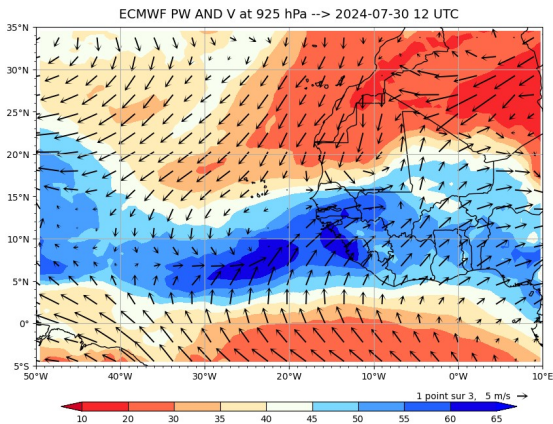 ECMWF PW AND V at 925 hPa --> 2024-07-30 12 UTC
35°N
30°N
25°N
20°N
15°N
10°N
5°N
0°
5°S
50°W 40°W 30°W 20°W 10°W 0°W 10°E
1 point sur 3, 5 m/s
10 20 30 35 40 45 50 55 60 65